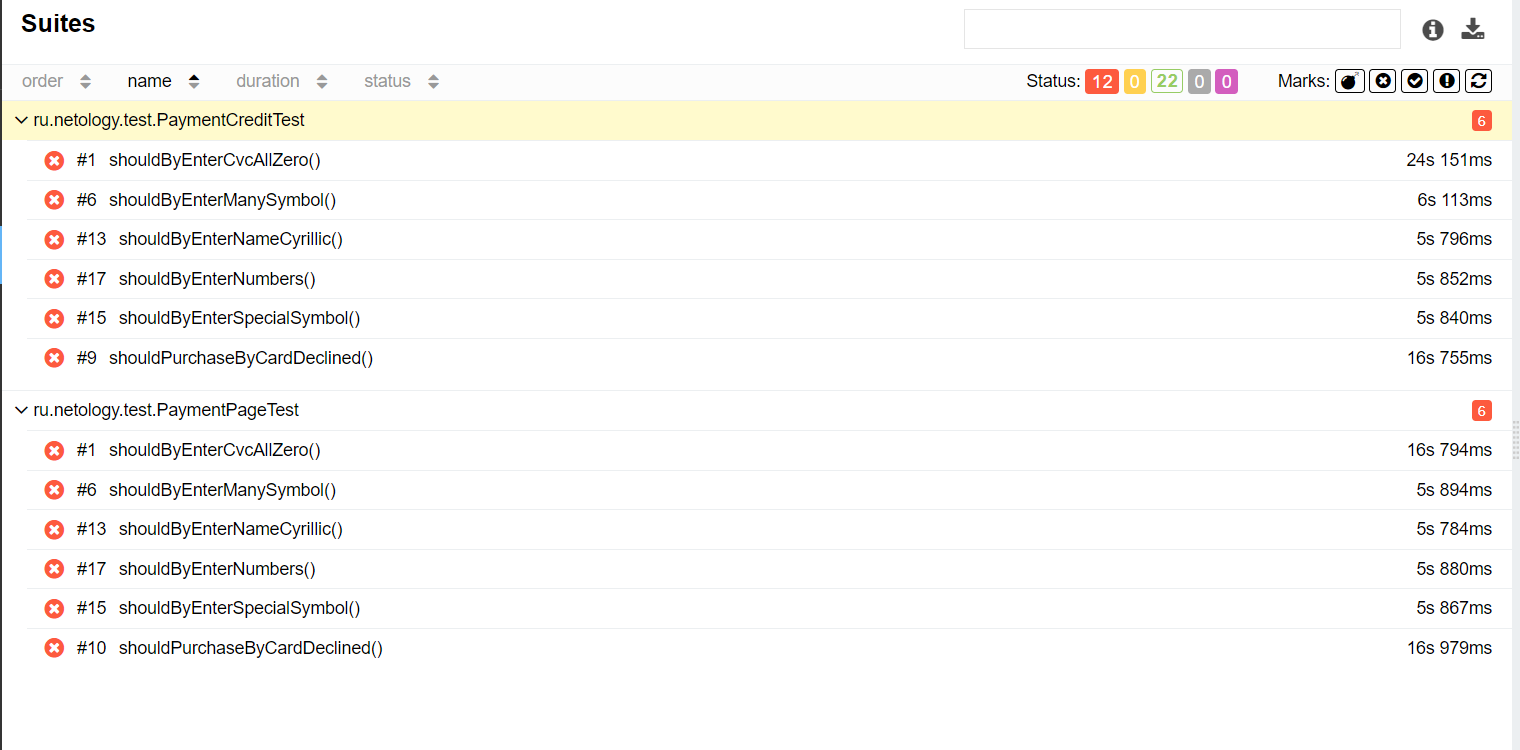 Suites
order name duration status Status: 12 0 22 0 0 Marks:
ru.netology.test.PaymentCreditTest 6
#1 shouldByEnterCvcAllZero() 24s 151ms
#6 shouldByEnterManySymbol() 6s 113ms
#13 shouldByEnterNameCyrillic() 5s 796ms
#17 shouldByEnterNumbers() 5s 852ms
#15 shouldByEnterSpecialSymbol() 5s 840ms
#9 shouldPurchaseByCardDeclined() 16s 755ms
ru.netology.test.PaymentPageTest 6
#1 shouldByEnterCvcAllZero() 16s 794ms
#6 shouldByEnterManySymbol() 5s 894ms
#13 shouldByEnterNameCyrillic() 5s 784ms
#17 shouldByEnterNumbers() 5s 880ms
#15 shouldByEnterSpecialSymbol() 5s 867ms
#10 shouldPurchaseByCardDeclined() 16s 979ms